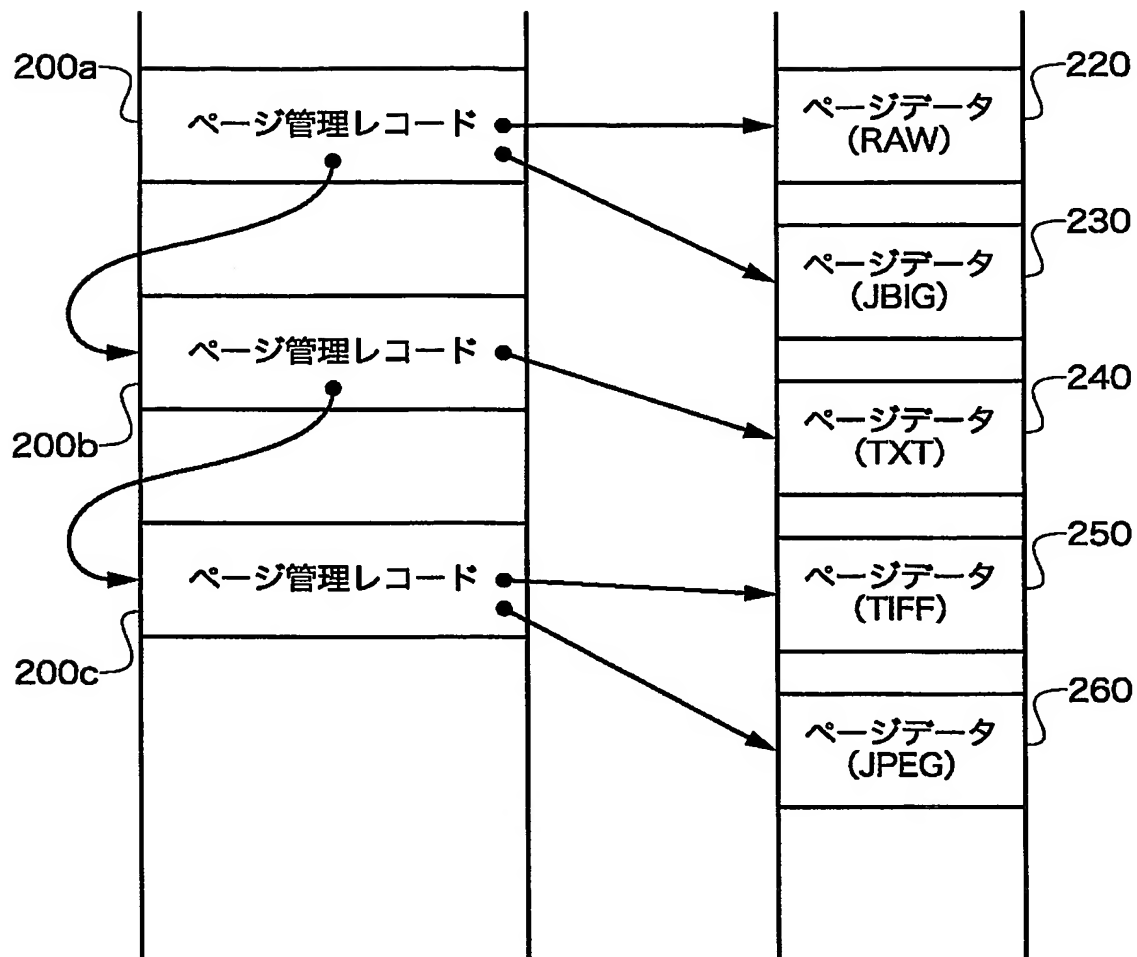 200a
ページ管理レコード
ページデータ
(RAW)
220
ページデータ
(JBIG)
230
ページ管理レコード
200b
ページデータ
(TXT)
240
ページ管理レコード
200c
ページデータ
(TIFF)
250
ページデータ
(JPEG)
260